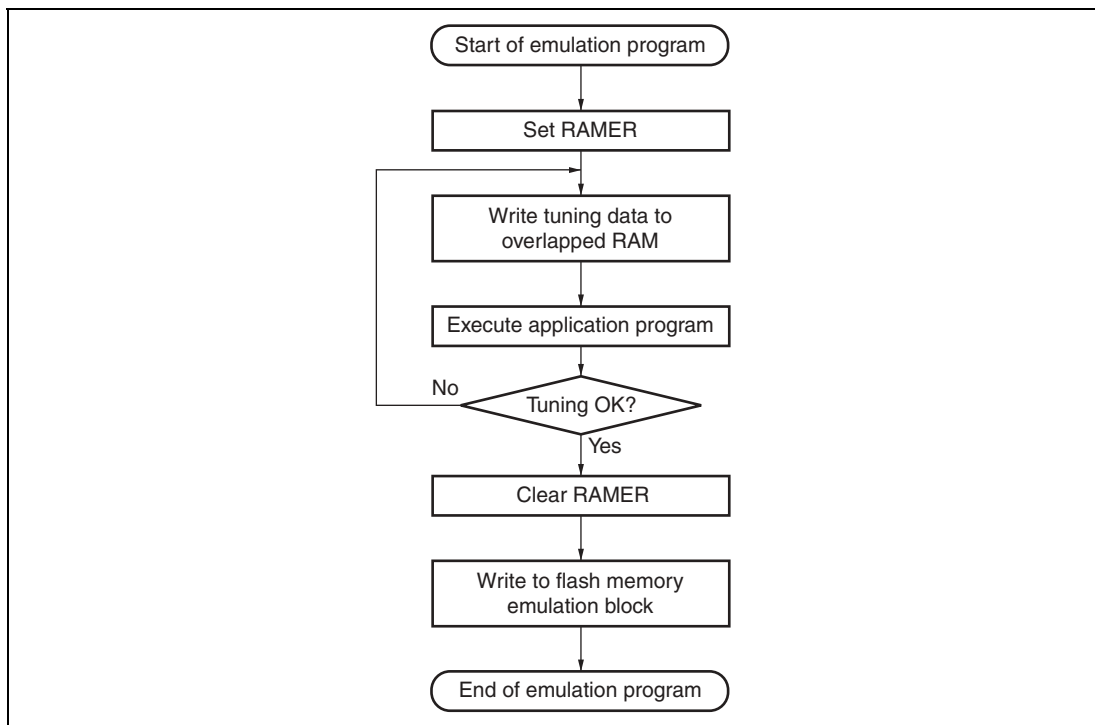 Start of emulation program
Set RAMER
Write tuning data to
overlapped RAM
Execute application program
No
Tuning OK?
Yes
Clear RAMER
Write to flash memory
emulation block
End of emulation program